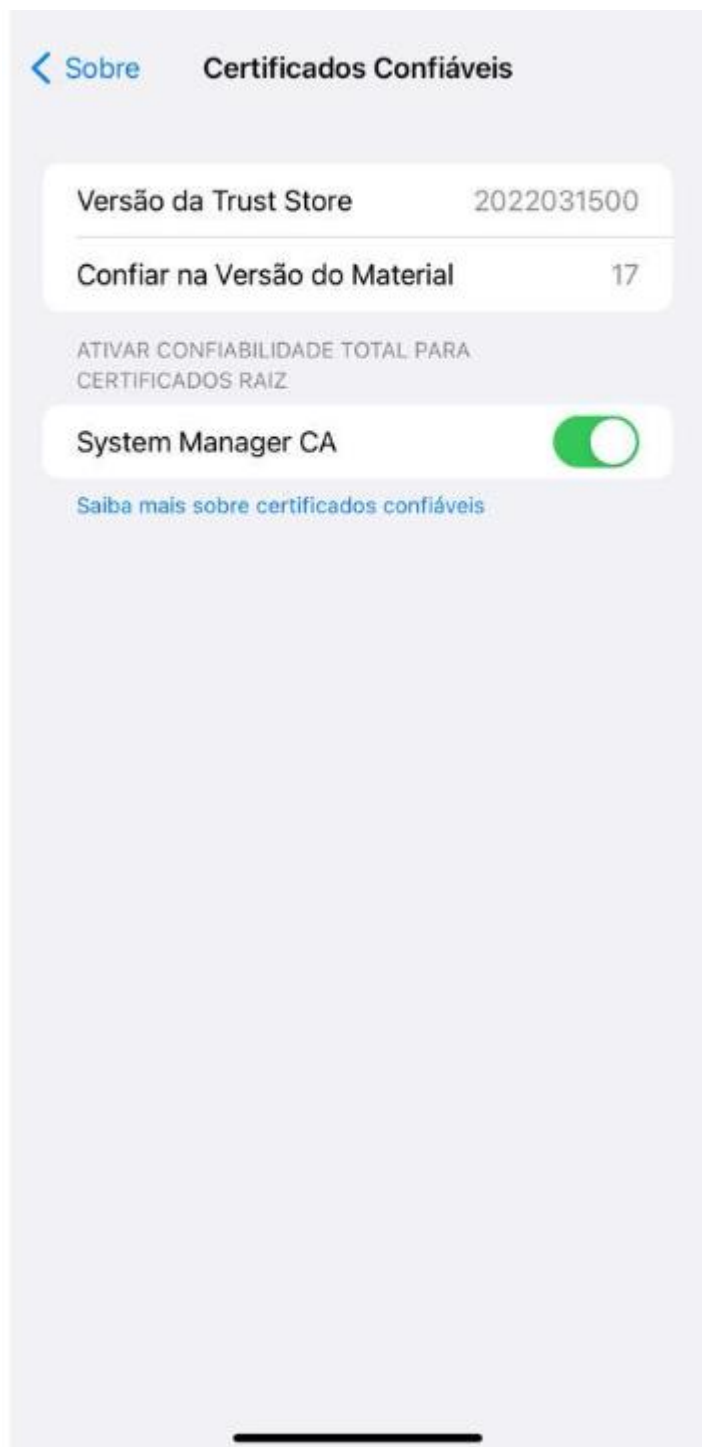 Sobre Certificados Confiáveis
Versão da Trust Store 2022031500
Confiar na Versão do Material 17
ATIVAR CONFIABILIDADE TOTAL PARA
CERTIFICADOS RAIZ
System Manager CA
Saiba mais sobre certificados confiáveis